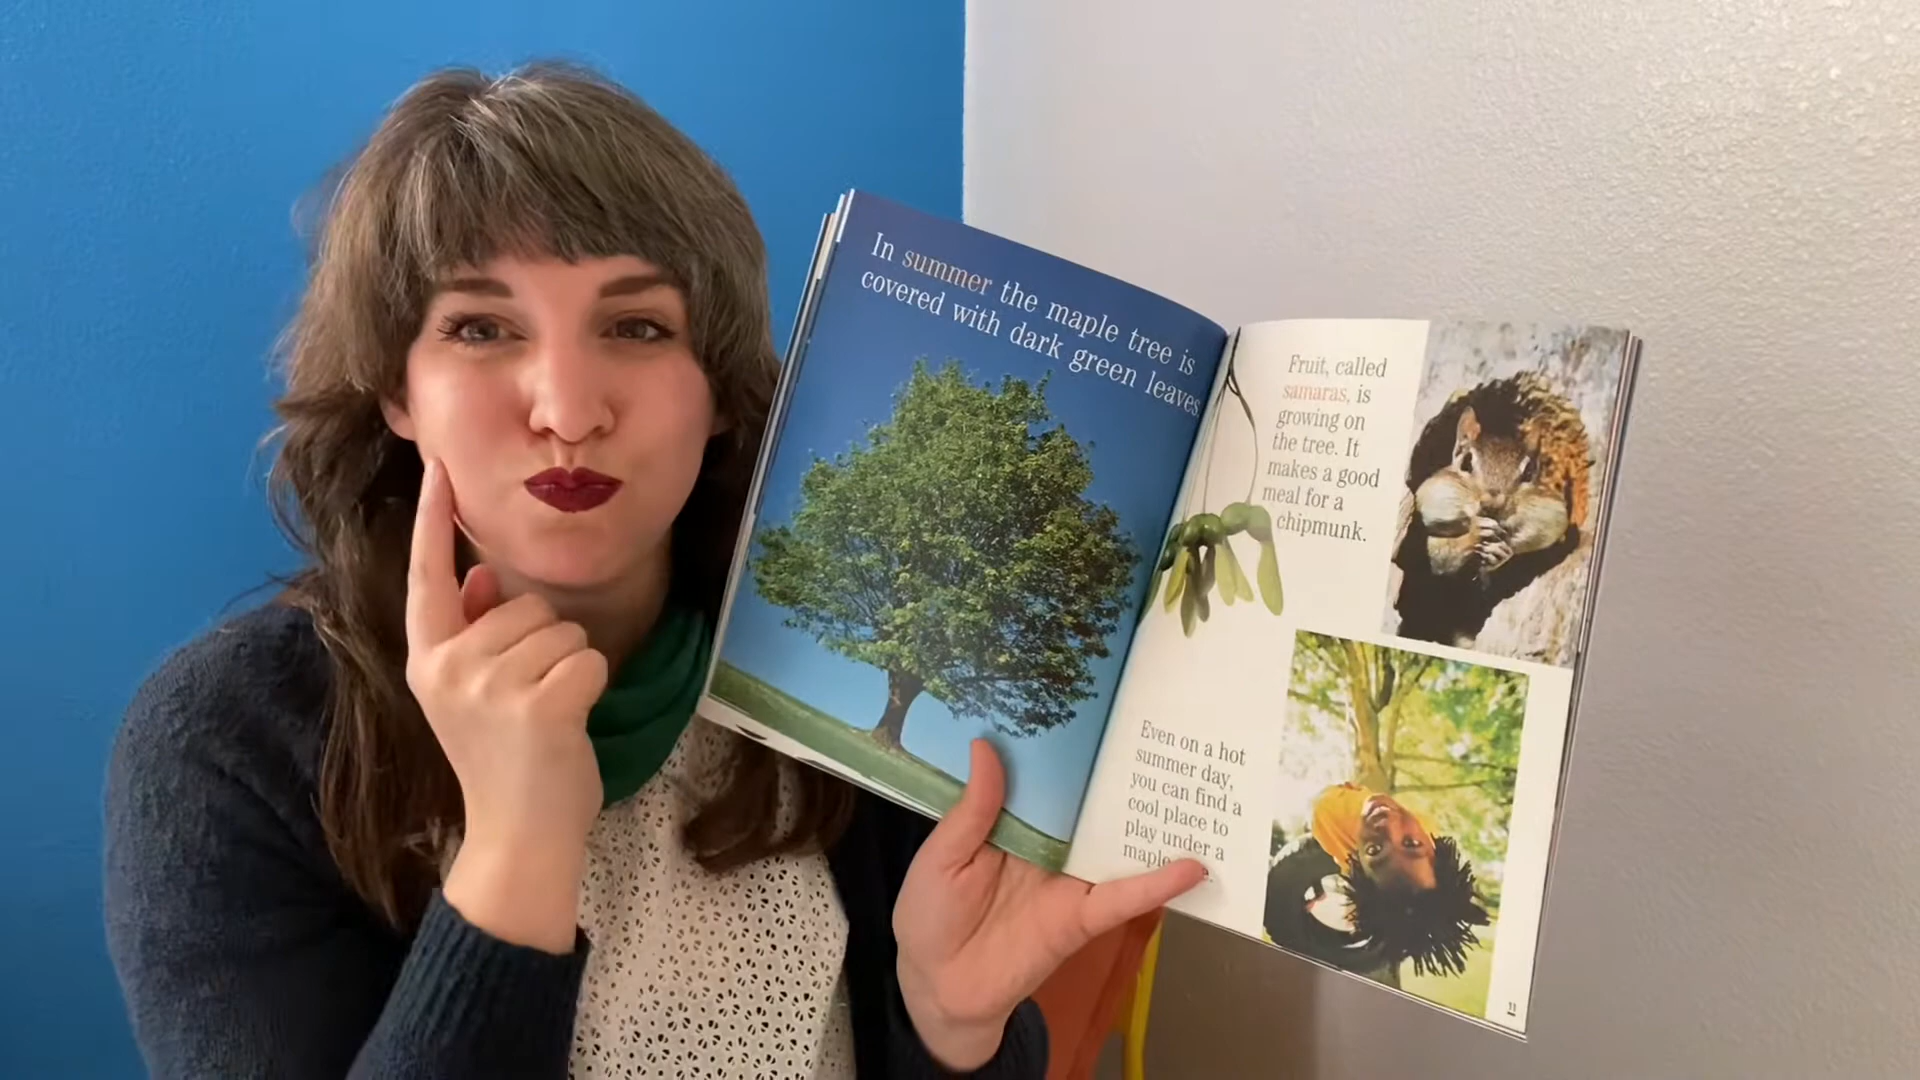 In summer the maple tree is
covered with dark green leaves.
Fruit, called
samaras, is
growing on
the tree. It
makes a good
meal for a
chipmunk.
Even on a hot
summer day,
you can find a
cool place to
play under a
maple
11